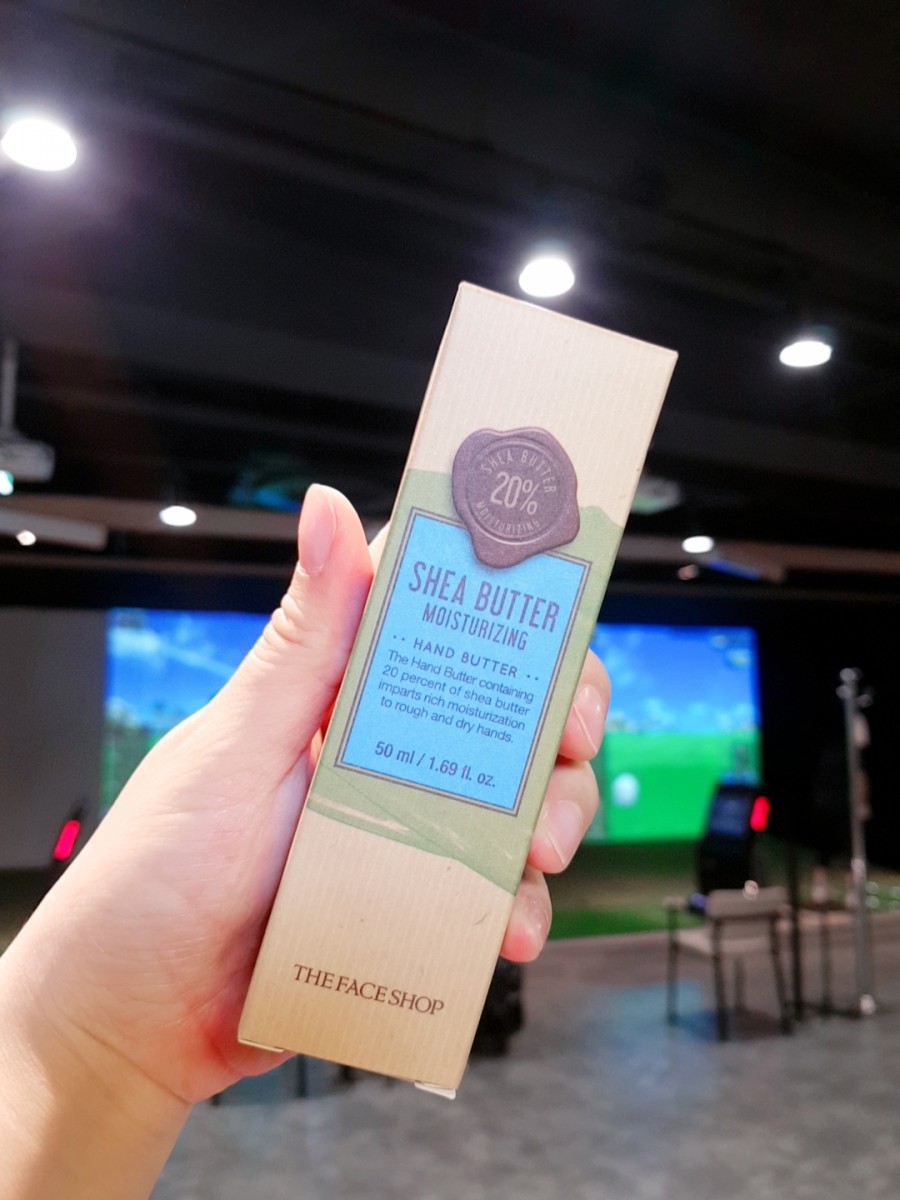 SHEA BUTTER
20%
MOISTURIZING
SHEA BUTTER
MOISTURIZING
·· HAND BUTTER ··
The Hand Butter containing
20 percent of shea butter
imparts rich moisturization
to rough and dry hands.
50 ml / 1.69 fl. oz.
THE FACE SHOP